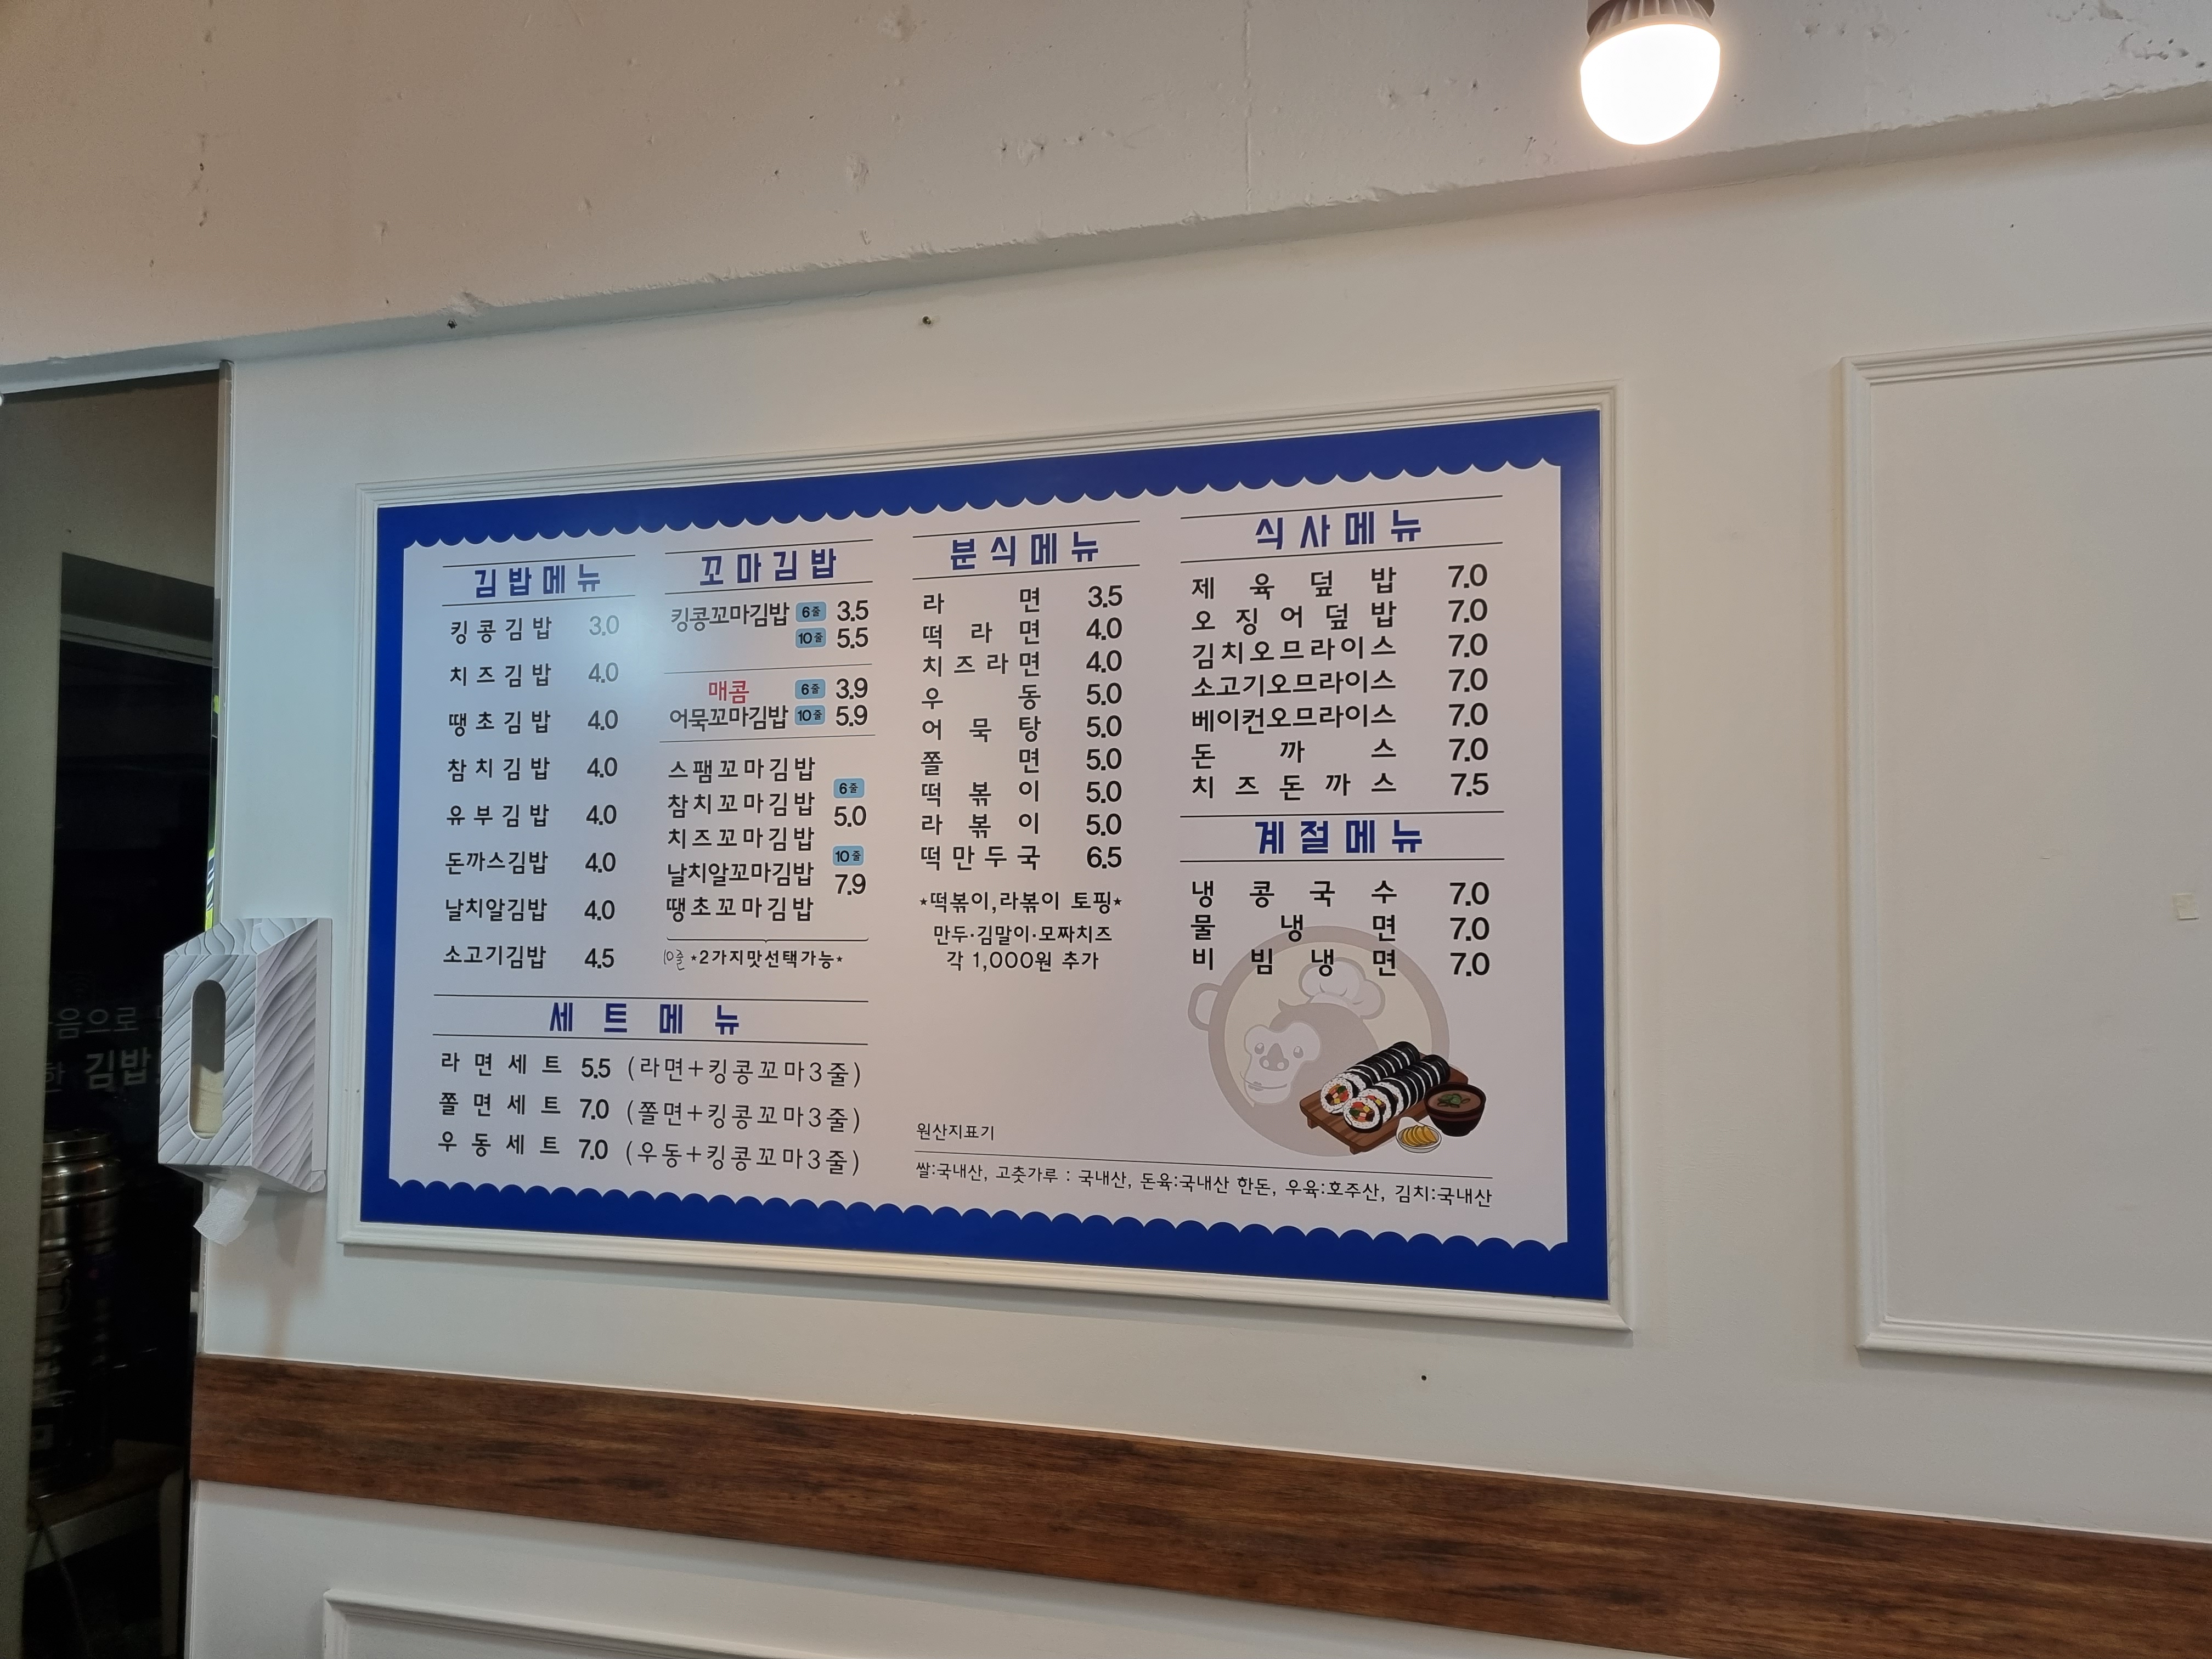 김밥메뉴
킹콩김밥 3.0
치즈김밥 4.0
땡초김밥 4.0
참치김밥 4.0
유부김밥 4.0
돈까스김밥 4.0
날치알김밥 4.0
소고기김밥 4.5
꼬마김밥
킹콩꼬마김밥 6줄 3.5
10줄 5.5
매콤 6줄 3.9
어묵꼬마김밥 10줄 5.9
스팸꼬마김밥
6줄
참치꼬마김밥 5.0
치즈꼬마김밥
10줄
날치알꼬마김밥 7.9
땡초꼬마김밥
10줄 *2가지맛선택가능*
세트메뉴
라면세트 5.5 (라면+킹콩꼬마3줄)
쫄면세트 7.0 (쫄면+킹콩꼬마3줄)
우동세트 7.0 (우동+킹콩꼬마3줄)
분식메뉴
라면 3.5
떡라면 4.0
치즈라면 4.0
우동 5.0
어묵탕 5.0
쫄면 5.0
떡볶이 5.0
라볶이 5.0
떡만두국 6.5
*떡볶이,라볶이 토핑*
만두·김말이·모짜치즈
각 1,000원 추가
식사메뉴
제육덮밥 7.0
오징어덮밥 7.0
김치오므라이스 7.0
소고기오므라이스 7.0
베이컨오므라이스 7.0
돈까스 7.0
치즈돈까스 7.5
계절메뉴
냉콩국수 7.0
물냉면 7.0
비빔냉면 7.0
원산지표기
쌀:국내산, 고춧가루 : 국내산, 돈육:국내산 한돈, 우육:호주산, 김치:국내산
음으로
한 김밥